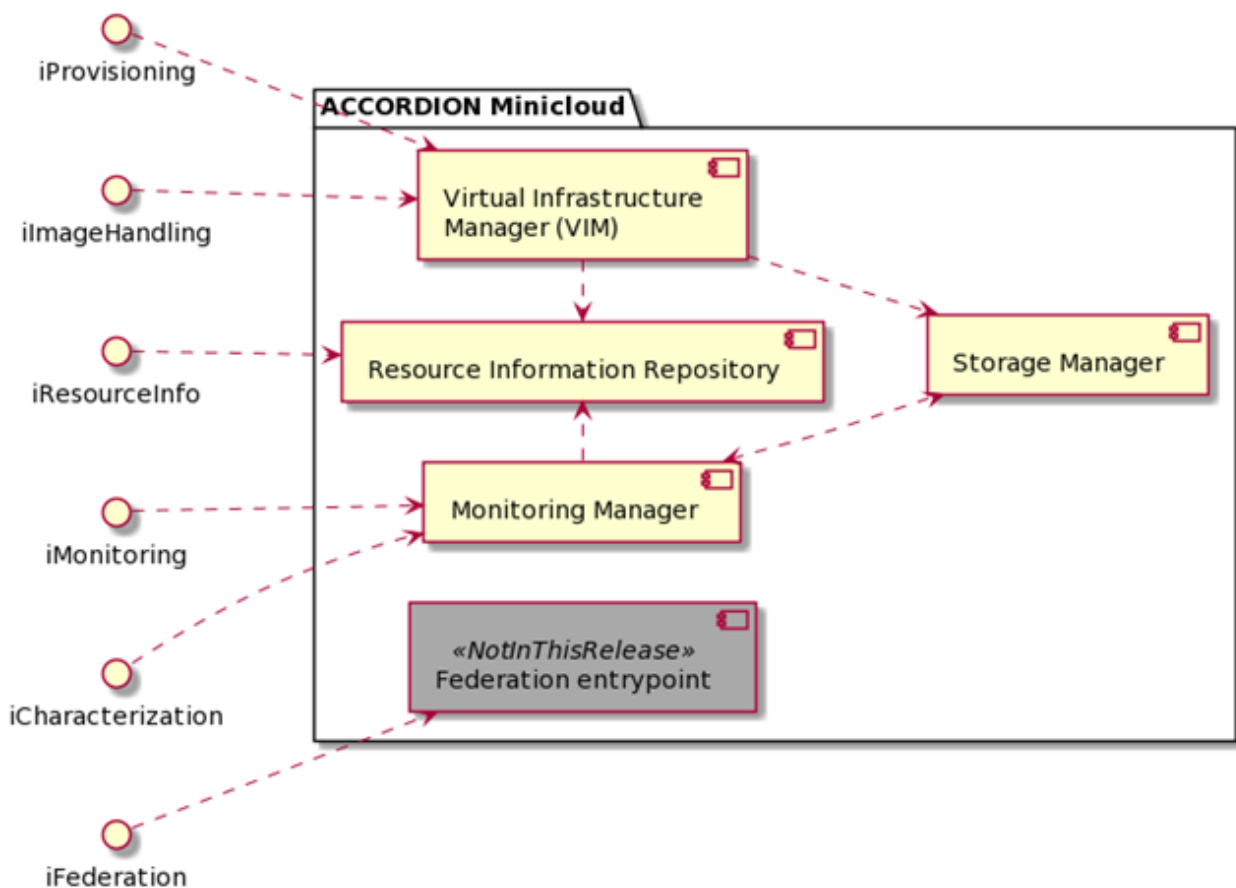 iProvisioning
ACCORDION Minicloud
Virtual Infrastructure
Manager (VIM)
iImageHandling
Resource Information Repository
Storage Manager
iResourceInfo
Monitoring Manager
iMonitoring
«NotInThisRelease»
Federation entrypoint
iCharacterization
iFederation